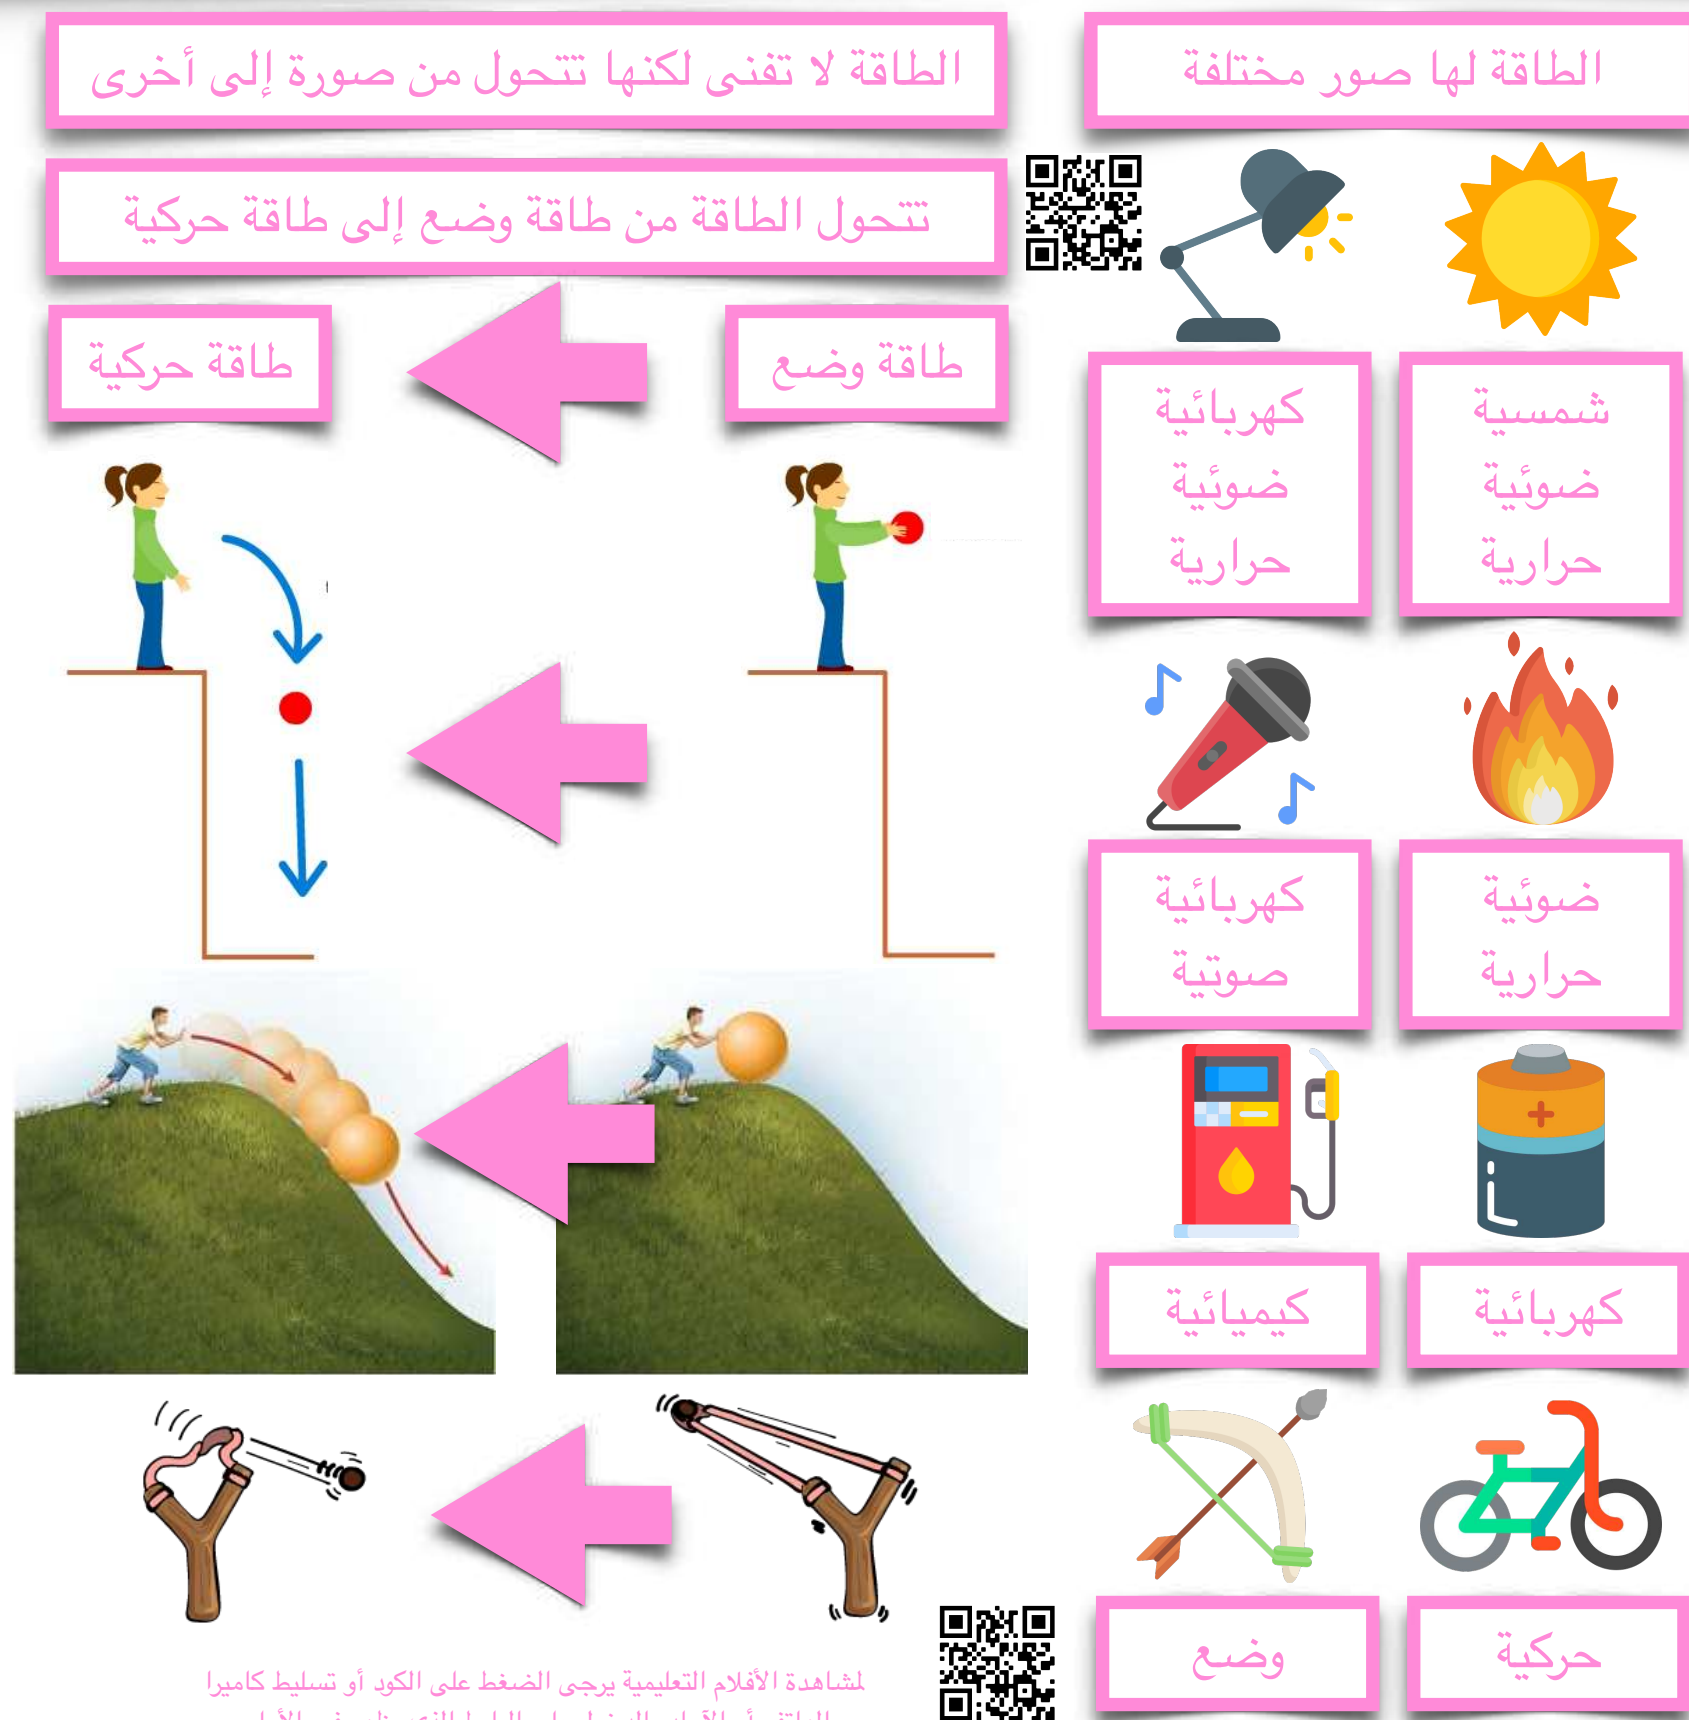 الطاقة لها صور مختلفة
شمسية
ضوئية
حرارية
كهربائية
ضوئية
حرارية
ضوئية
حرارية
كهربائية
صوتية
كهربائية
كيميائية
حركية
وضع
الطاقة لا تفنى لكنها تتحول من صورة إلى أخرى
تتحول الطاقة من طاقة وضع إلى طاقة حركية
طاقة وضع
طاقة حركية
لمشاهدة الأفلام التعليمية يرجى الضغط على الكود أو تسليط كاميرا